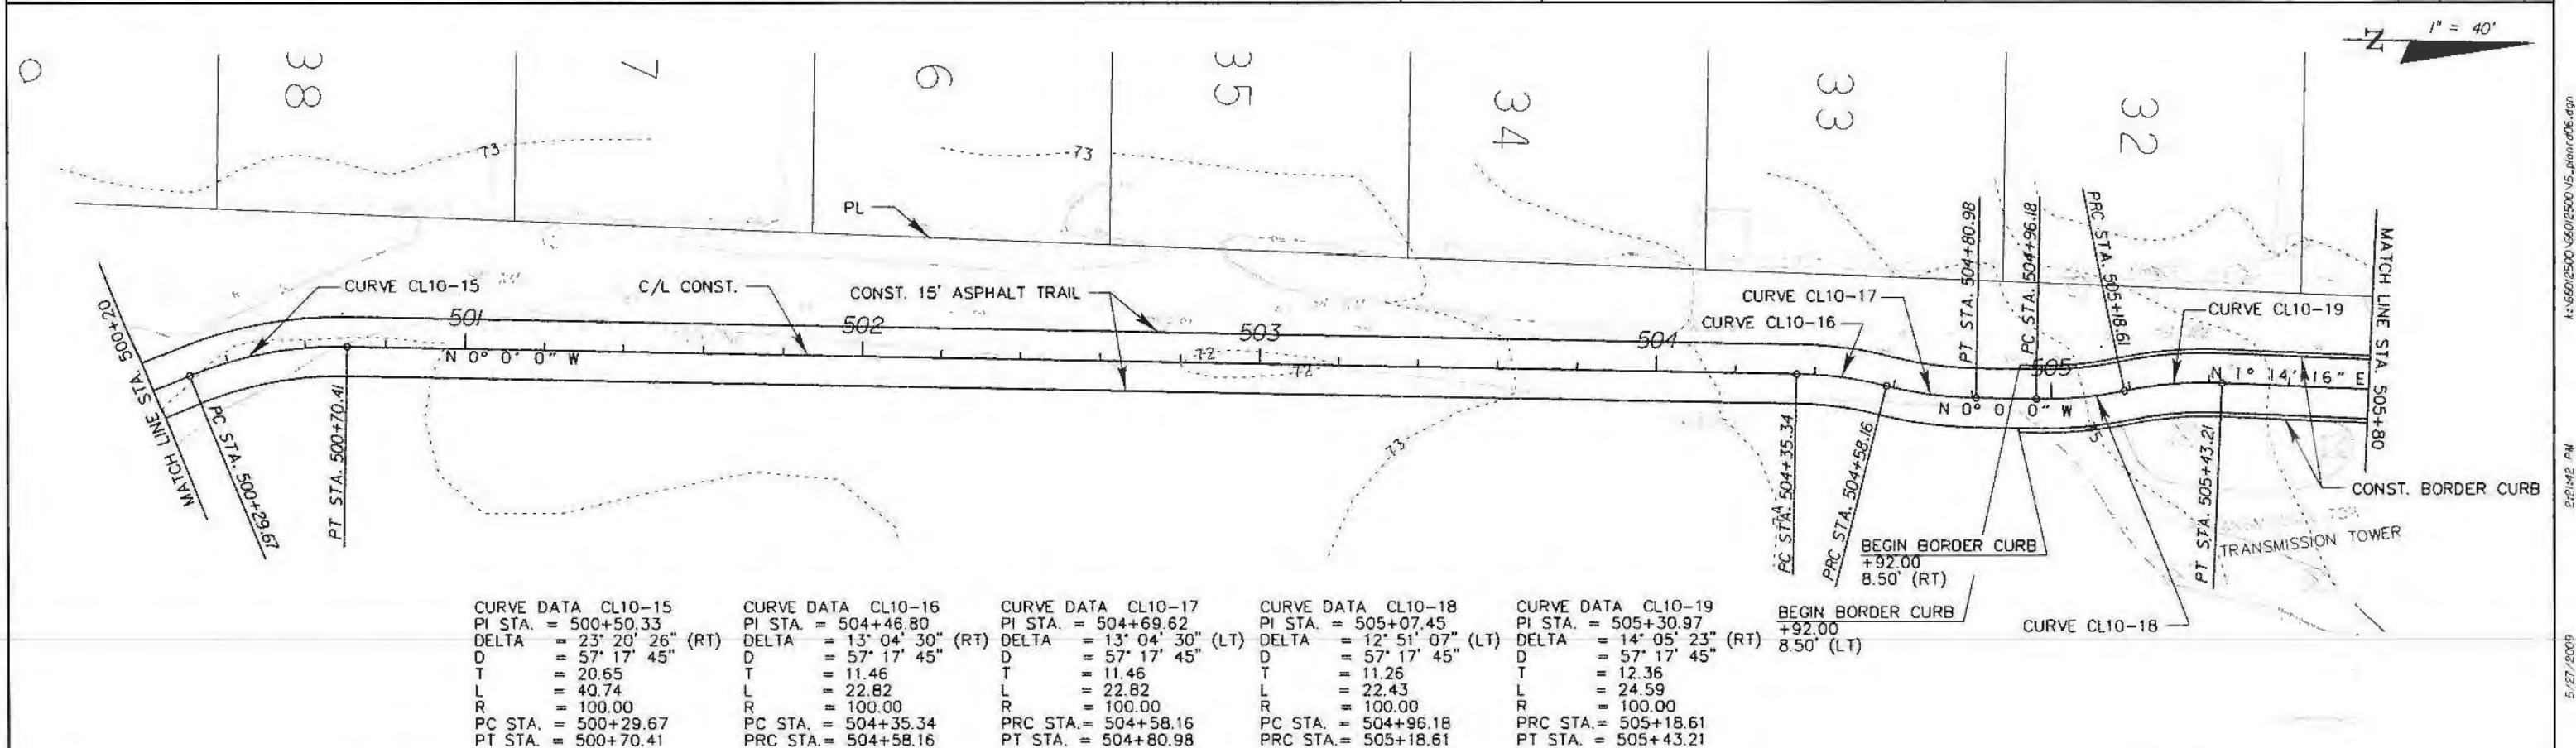 1" = 40'
N
38
7
6
35
34
33
32
73
73
PL
CURVE CL10-15
C/L CONST.
CONST. 15' ASPHALT TRAIL
CURVE CL10-17
CURVE CL10-16
CURVE CL10-19
PT STA. 504+80.98
PC STA. 504+96.18
PRC STA. 505+18.61
MATCH LINE STA. 505+80
MATCH LINE STA. 500+20
501
502
503
504
505
N 0° 0' 0" W
72
72
N 0° 0' 0" W
N 1° 14' 16" E
PC STA. 500+29.67
PT STA. 500+70.41
73
PC STA. 504+35.34
PRC STA. 504+58.16
PT STA. 505+43.21
CONST. BORDER CURB
TRANSMISSION TOWER
BEGIN BORDER CURB
+92.00
8.50' (RT)
BEGIN BORDER CURB
+92.00
8.50' (LT)
CURVE CL10-18
CURVE DATA CL10-15
PI STA. = 500+50.33
DELTA = 23° 20' 26" (RT)
D = 57° 17' 45"
T = 20.65
L = 40.74
R = 100.00
PC STA. = 500+29.67
PT STA. = 500+70.41
CURVE DATA CL10-16
PI STA. = 504+46.80
DELTA = 13° 04' 30" (RT)
D = 57° 17' 45"
T = 11.46
L = 22.82
R = 100.00
PC STA. = 504+35.34
PRC STA.= 504+58.16
CURVE DATA CL10-17
PI STA. = 504+69.62
DELTA = 13° 04' 30" (LT)
D = 57° 17' 45"
T = 11.46
L = 22.82
R = 100.00
PRC STA.= 504+58.16
PT STA. = 504+80.98
CURVE DATA CL10-18
PI STA. = 505+07.45
DELTA = 12° 51' 07" (LT)
D = 57° 17' 45"
T = 11.26
L = 22.43
R = 100.00
PC STA. = 504+96.18
PRC STA.= 505+18.61
CURVE DATA CL10-19
PI STA. = 505+30.97
DELTA = 14° 05' 23" (RT)
D = 57° 17' 45"
T = 12.36
L = 24.59
R = 100.00
PRC STA.= 505+18.61
PT STA. = 505+43.21
2:21:42 PM
5/27/2009